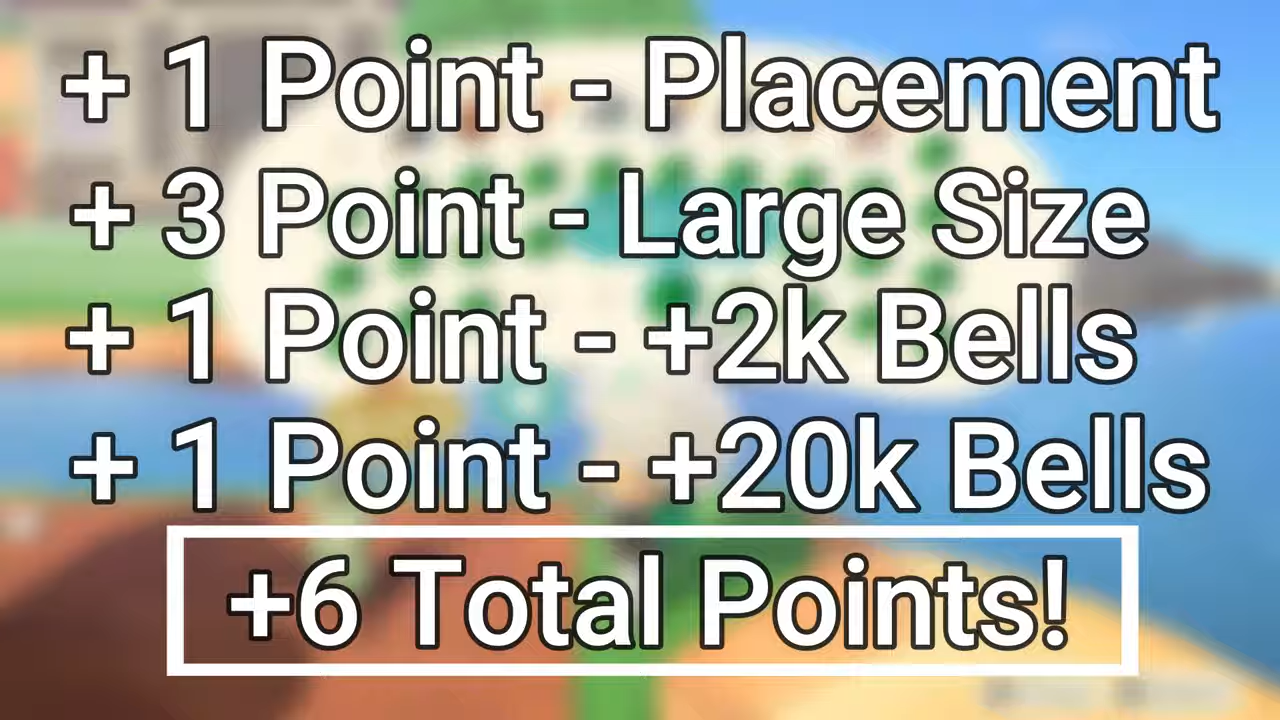 + 1 Point - Placement
+ 3 Point - Large Size
+ 1 Point - +2k Bells
+ 1 Point - +20k Bells
+6 Total Points!